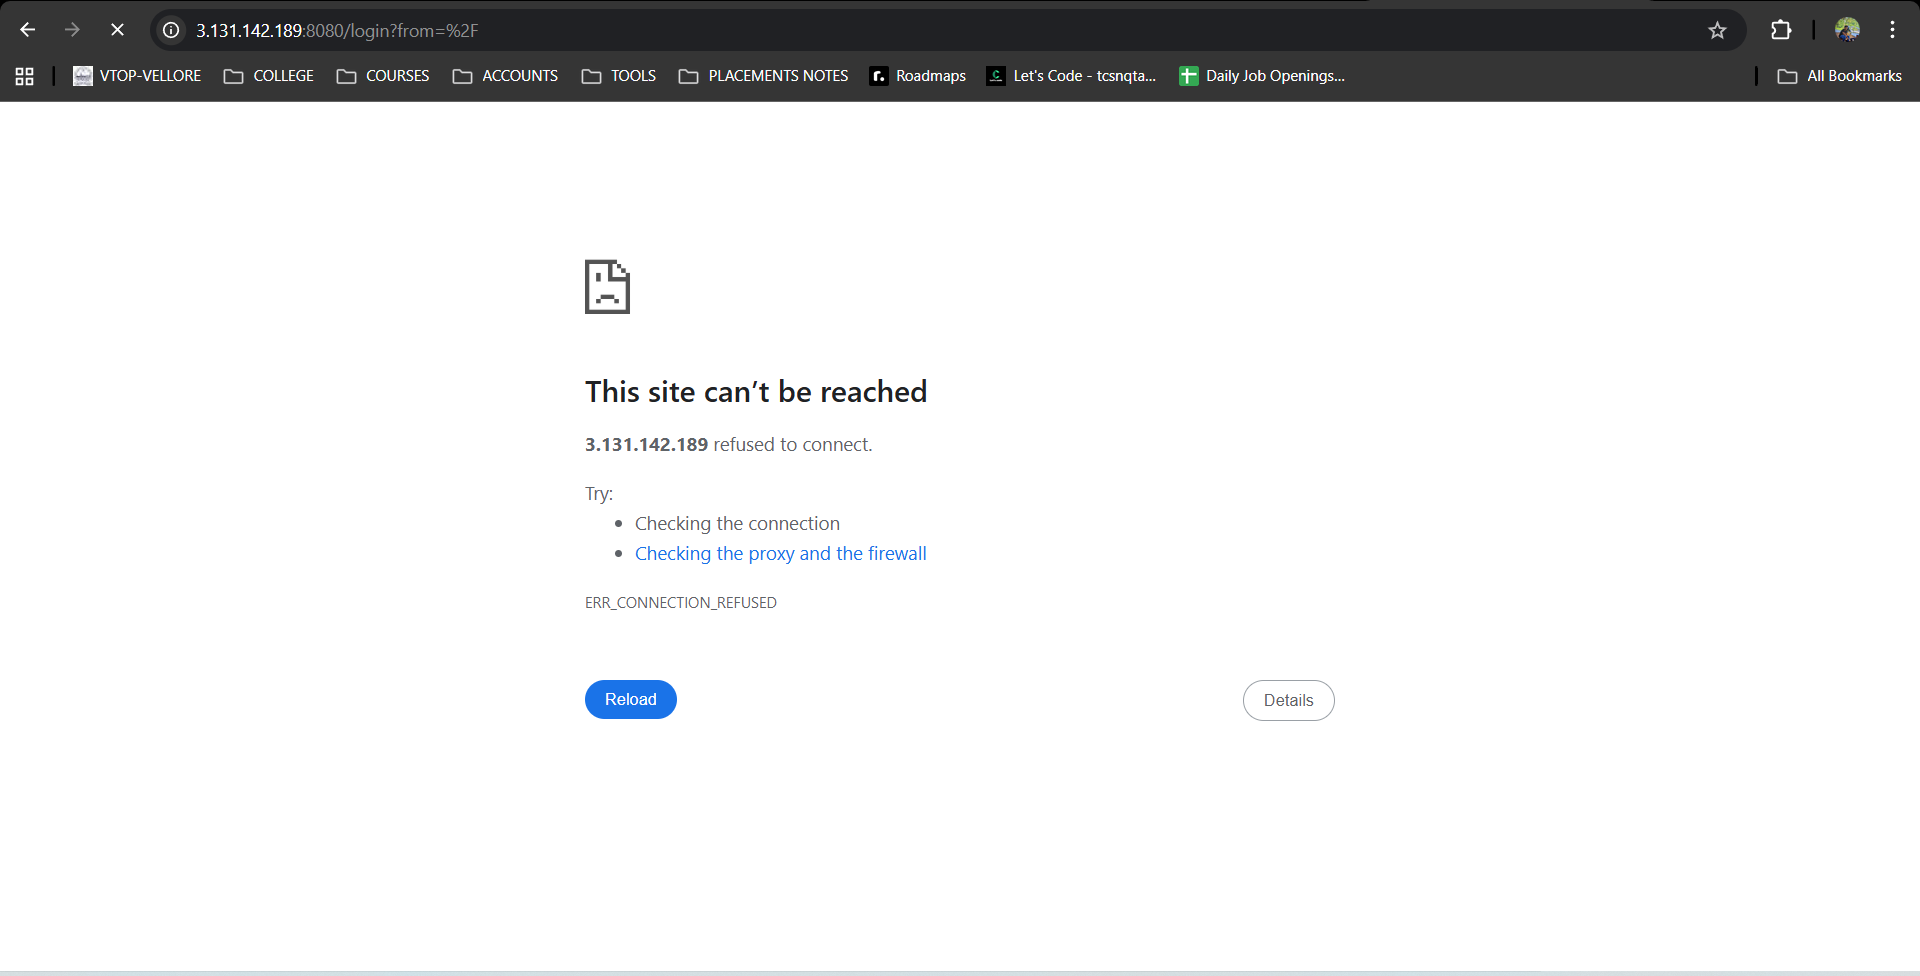 3.131.142.189:8080/login?from=%2F
VTOP-VELLORE COLLEGE COURSES ACCOUNTS TOOLS PLACEMENTS NOTES r. Roadmaps C Let's Code - tcsnqta... Daily Job Openings... All Bookmarks
This site can’t be reached
3.131.142.189 refused to connect.
Try:
• Checking the connection
• Checking the proxy and the firewall
ERR_CONNECTION_REFUSED
Reload Details